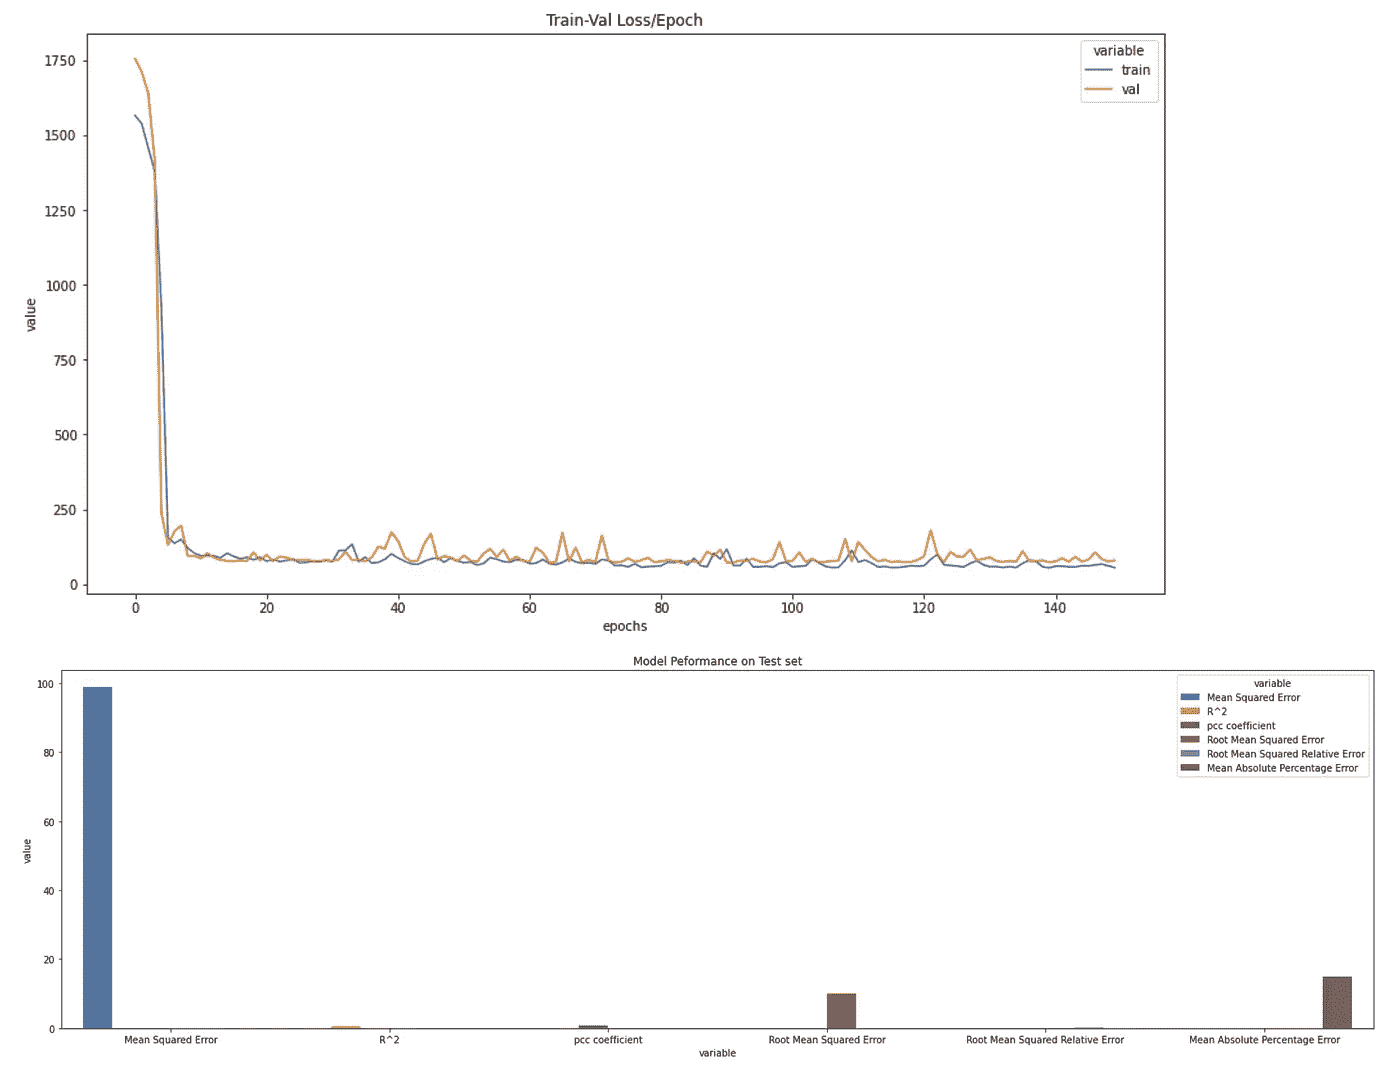 Train-Val Loss/Epoch
variable
train
val
1750
1500
1250
1000
750
500
250
0
value
0 20 40 60 80 100 120 140
epochs
Model Peformance on Test set
variable
Mean Squared Error
R^2
pcc coefficient
Root Mean Squared Error
Root Mean Squared Relative Error
Mean Absolute Percentage Error
100
80
60
40
20
0
value
Mean Squared Error R^2 pcc coefficient Root Mean Squared Error Root Mean Squared Relative Error Mean Absolute Percentage Error
variable